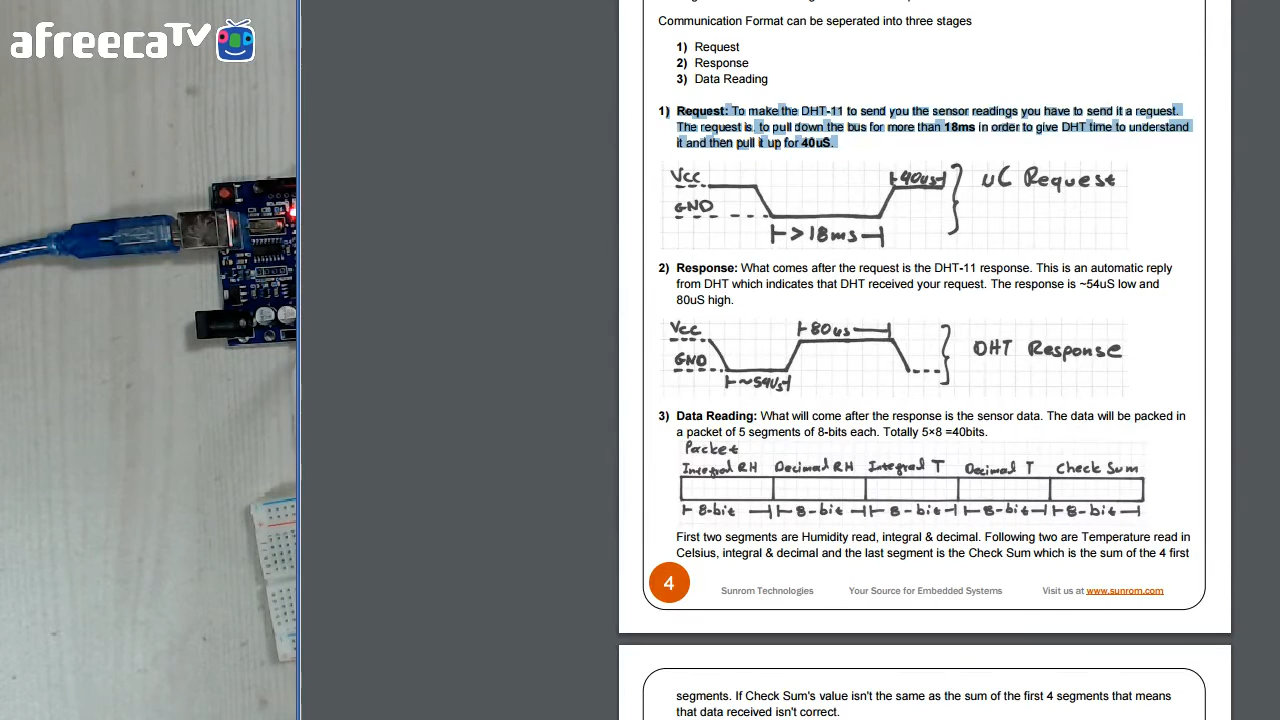 afreecaTV
Communication Format can be seperated into three stages
1) Request
2) Response
3) Data Reading
1) Request: To make the DHT-11 to send you the sensor readings you have to send it a request.
The request is, to pull down the bus for more than 18ms in order to give DHT time to understand
it and then pull it up for 40uS.
Vcc
40us
uC Request
GND
>18ms
2) Response: What comes after the request is the DHT-11 response. This is an automatic reply
from DHT which indicates that DHT received your request. The response is ~54uS low and
80uS high.
Vcc
80us
DHT Response
GND
~54us
3) Data Reading: What will come after the response is the sensor data. The data will be packed in
a packet of 5 segments of 8-bits each. Totally 5×8 =40bits.
Packet
Integral RH Decimal RH Integral T Decimal T Check Sum
8-bit 8-bit 8-bit 8-bit 8-bit
First two segments are Humidity read, integral & decimal. Following two are Temperature read in
Celsius, integral & decimal and the last segment is the Check Sum which is the sum of the 4 first
4 Sunrom Technologies Your Source for Embedded Systems Visit us at www.sunrom.com
segments. If Check Sum's value isn't the same as the sum of the first 4 segments that means
that data received isn't correct.